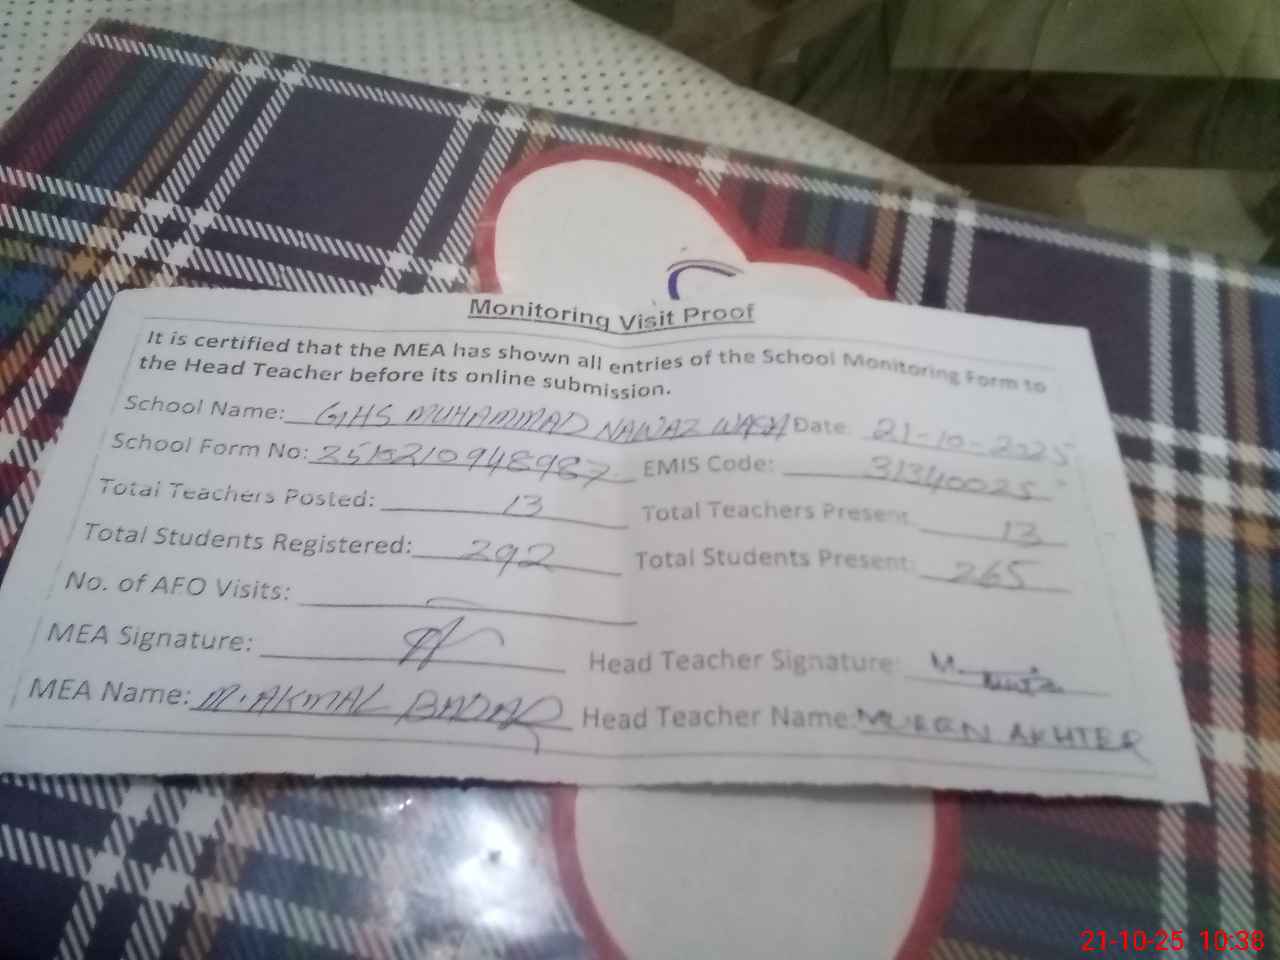 Monitoring Visit Proof
It is certified that the MEA has shown all entries of the School Monitoring Form to
the Head Teacher before its online submission.
School Name: GHS MUHAMMAD NAWAZ Date: 21-10-2025
School Form No: EMIS Code: 31340025
Total Teachers Posted: 13 Total Teachers Present 13
Total Students Registered: 292 Total Students Present: 265
No. of AFO Visits:
MEA Signature: Head Teacher Signature:
MEA Name: M. AKMAL BADAR Head Teacher Name: AKHTER
21-10-25 10:38